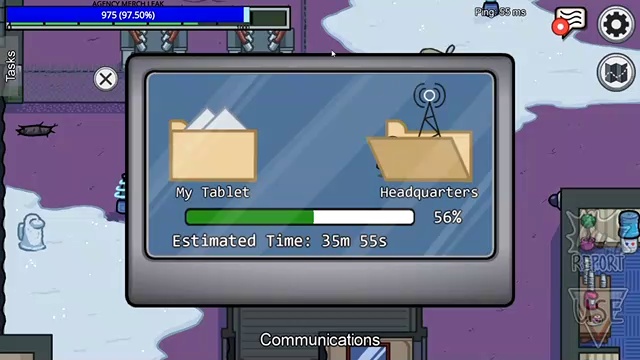 AGENCY MERCH LEAK
975 (97.50%)
Ping: 55 ms
Tasks
My Tablet
Headquarters
56%
Estimated Time: 35m 55s
REPORT
USE
Communications